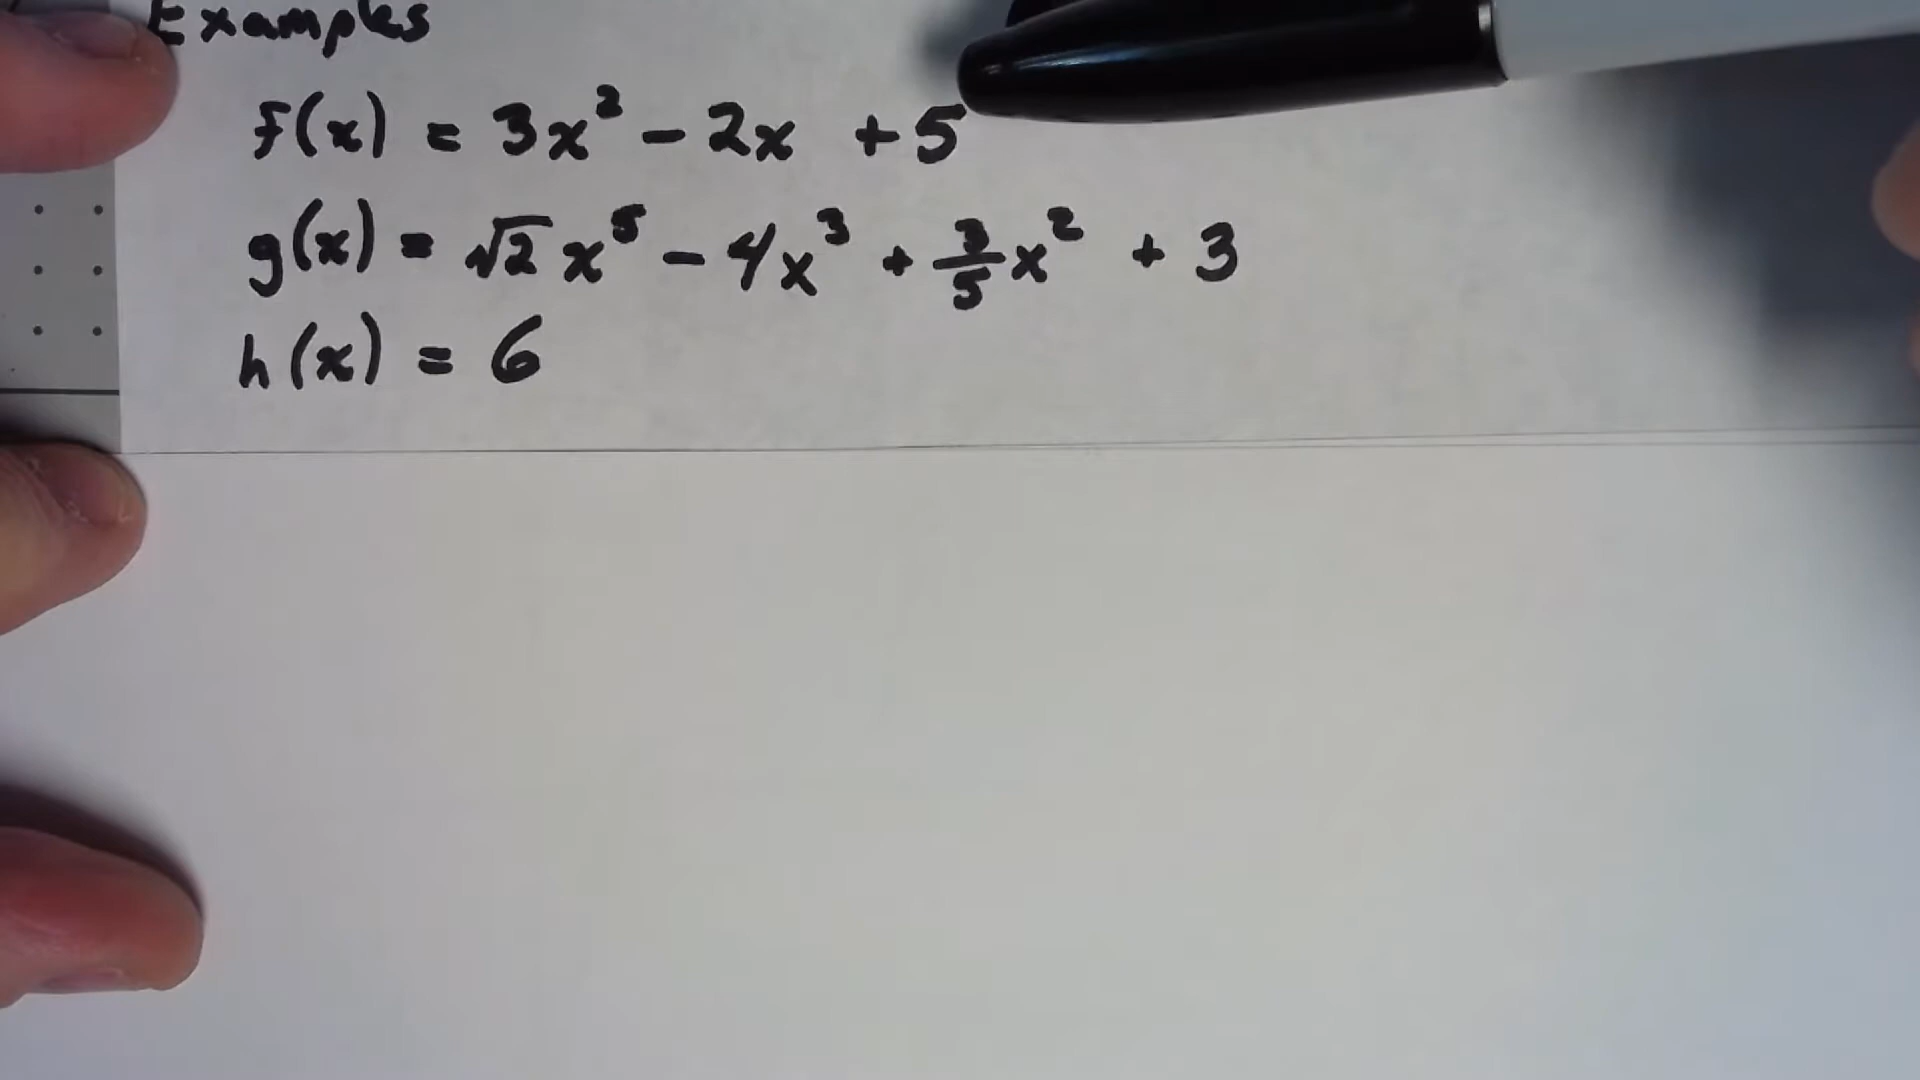 Examples
f(x) = 3x² - 2x + 5
g(x) = √2 x⁵ - 4x³ + 3/5 x² + 3
h(x) = 6